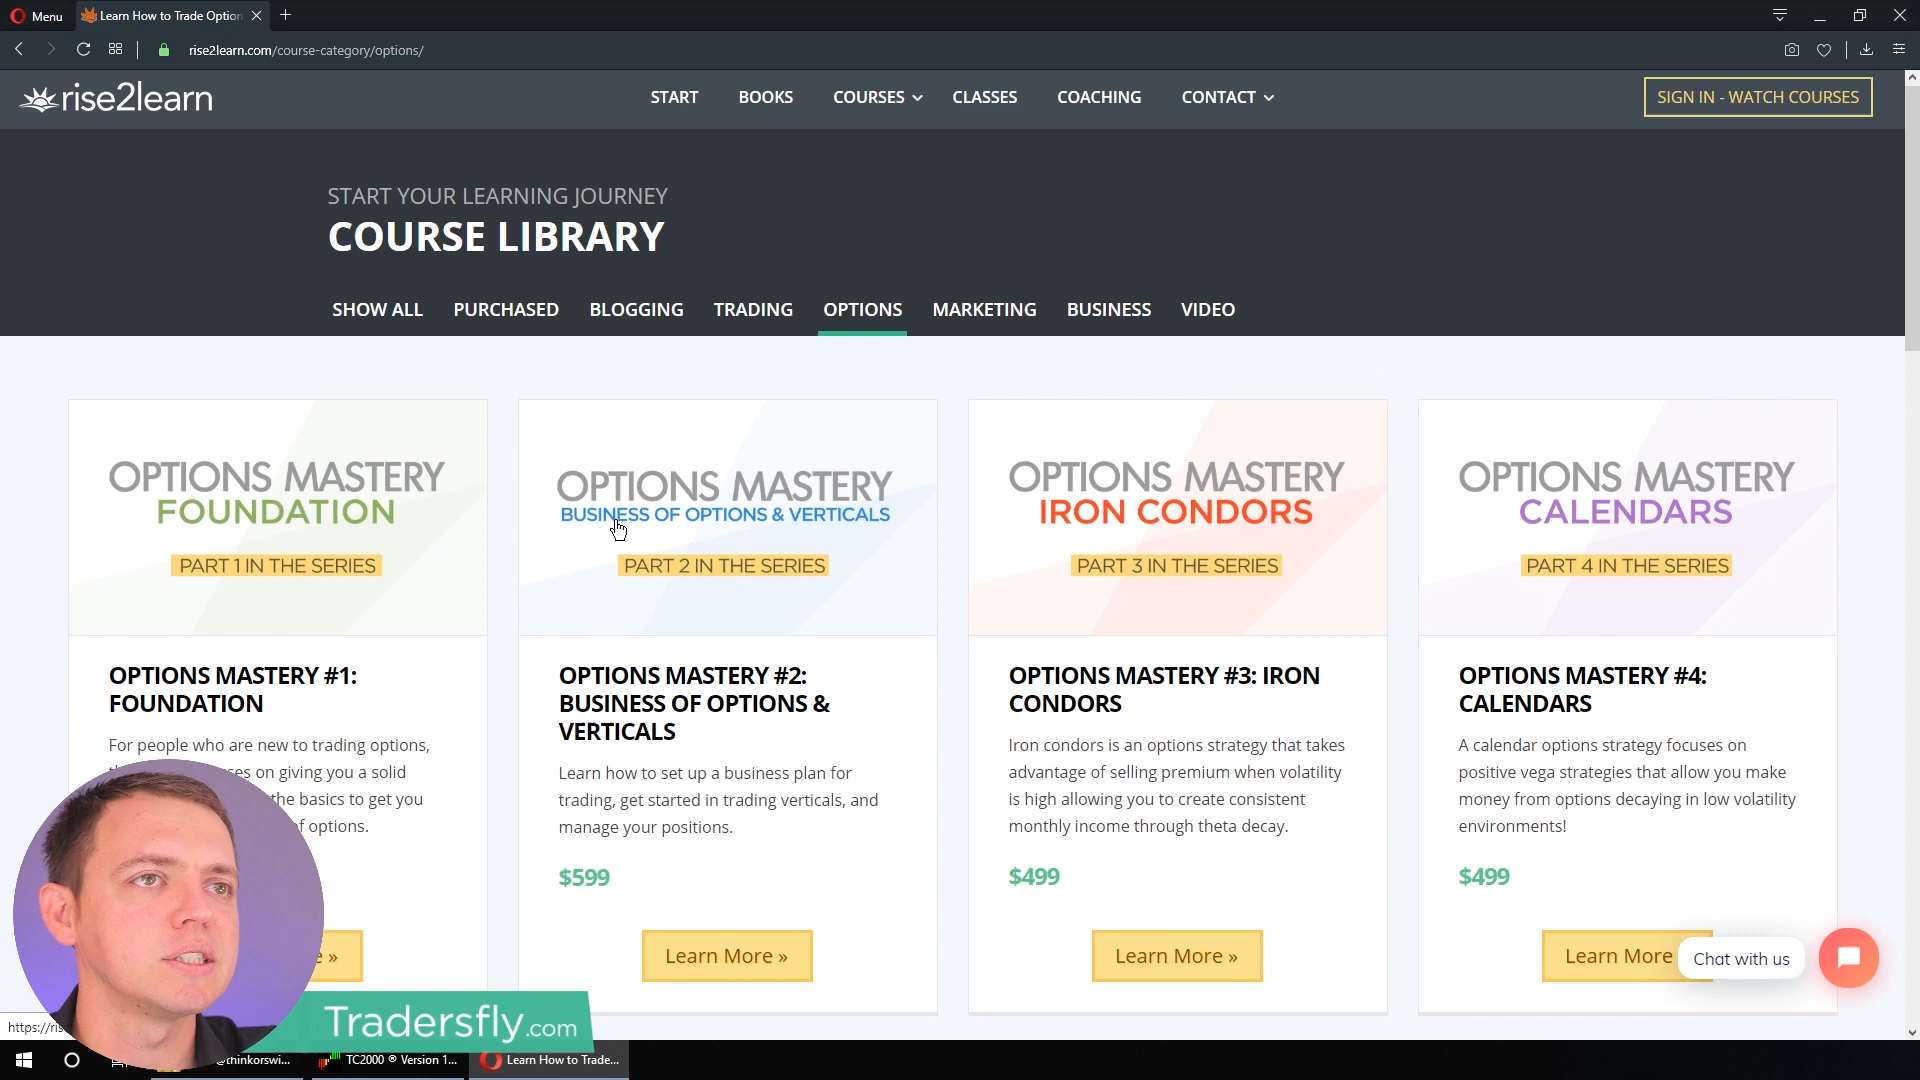 Menu
Learn How to Trade Option
rise2learn.com/course-category/options/
rise2learn
START
BOOKS
COURSES
CLASSES
COACHING
CONTACT
SIGN IN - WATCH COURSES
START YOUR LEARNING JOURNEY
COURSE LIBRARY
SHOW ALL
PURCHASED
BLOGGING
TRADING
OPTIONS
MARKETING
BUSINESS
VIDEO
OPTIONS MASTERY
FOUNDATION
PART 1 IN THE SERIES
OPTIONS MASTERY #1:
FOUNDATION
For people who are new to trading options,
es on giving you a solid
the basics to get you
of options.
e »
OPTIONS MASTERY
BUSINESS OF OPTIONS & VERTICALS
PART 2 IN THE SERIES
OPTIONS MASTERY #2:
BUSINESS OF OPTIONS &
VERTICALS
Learn how to set up a business plan for
trading, get started in trading verticals, and
manage your positions.
$599
Learn More »
OPTIONS MASTERY
IRON CONDORS
PART 3 IN THE SERIES
OPTIONS MASTERY #3: IRON
CONDORS
Iron condors is an options strategy that takes
advantage of selling premium when volatility
is high allowing you to create consistent
monthly income through theta decay.
$499
Learn More »
OPTIONS MASTERY
CALENDARS
PART 4 IN THE SERIES
OPTIONS MASTERY #4:
CALENDARS
A calendar options strategy focuses on
positive vega strategies that allow you make
money from options decaying in low volatility
environments!
$499
Learn More
Chat with us
https://ris
Tradersfly.com
@thinkorswi...
TC2000 ® Version 1...
Learn How to Trade...